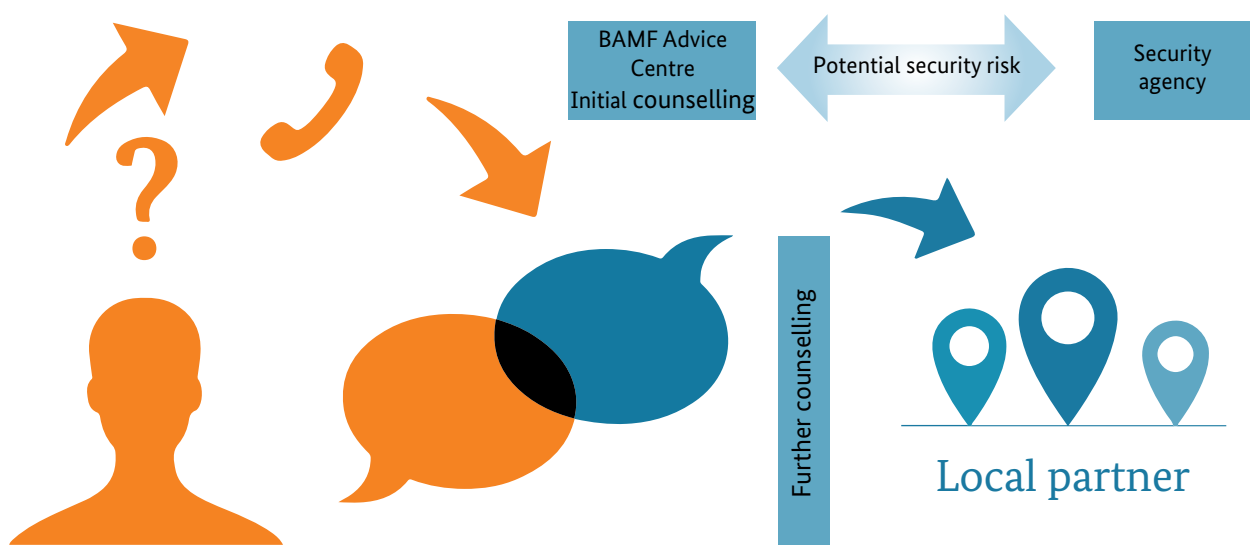 ?
BAMF Advice
Centre
Initial counselling
Potential security risk
Security
agency
Further counselling
Local partner